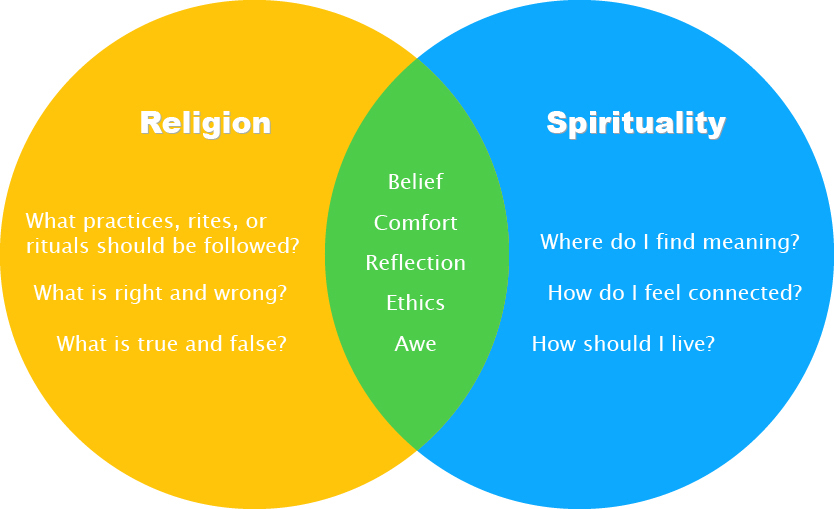 Religion
What practices, rites, or
rituals should be followed?
What is right and wrong?
What is true and false?
Belief
Comfort
Reflection
Ethics
Awe
Spirituality
Where do I find meaning?
How do I feel connected?
How should I live?